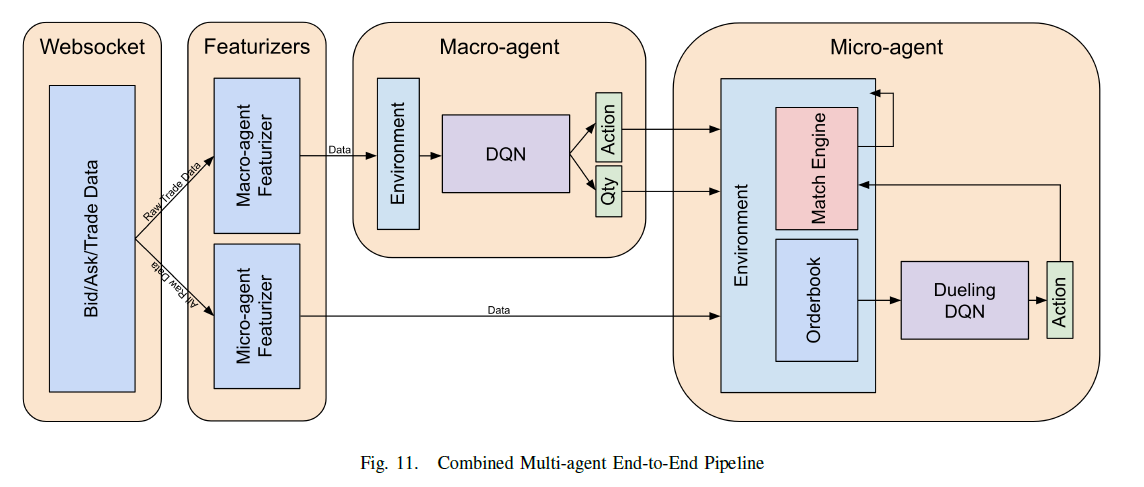 Websocket
Bid/Ask/Trade Data
Raw Trade Data
All Raw Data
Featurizers
Macro-agent
Featurizer
Micro-agent
Featurizer
Data
Data
Macro-agent
Environment
DQN
Action
Qty
Micro-agent
Environment
Match Engine
Orderbook
Dueling
DQN
Action
Fig. 11. Combined Multi-agent End-to-End Pipeline